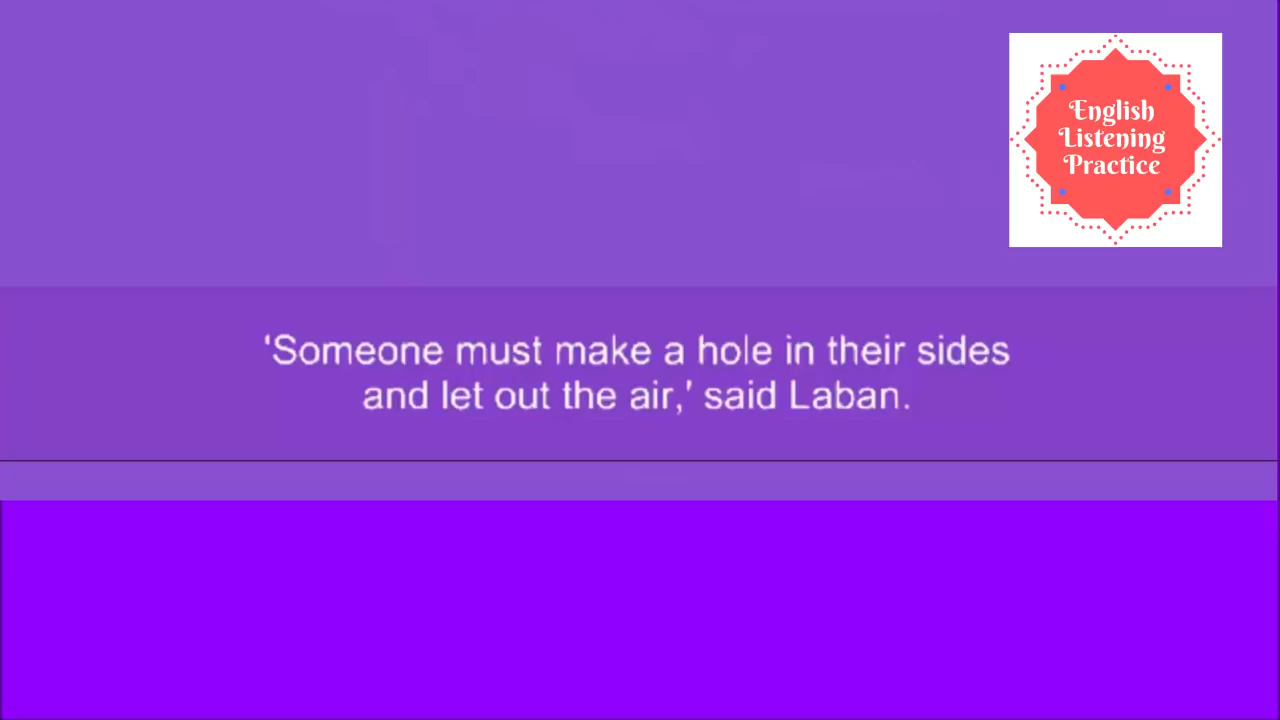 English
Listening
Practice
‘Someone must make a hole in their sides
and let out the air,’ said Laban.